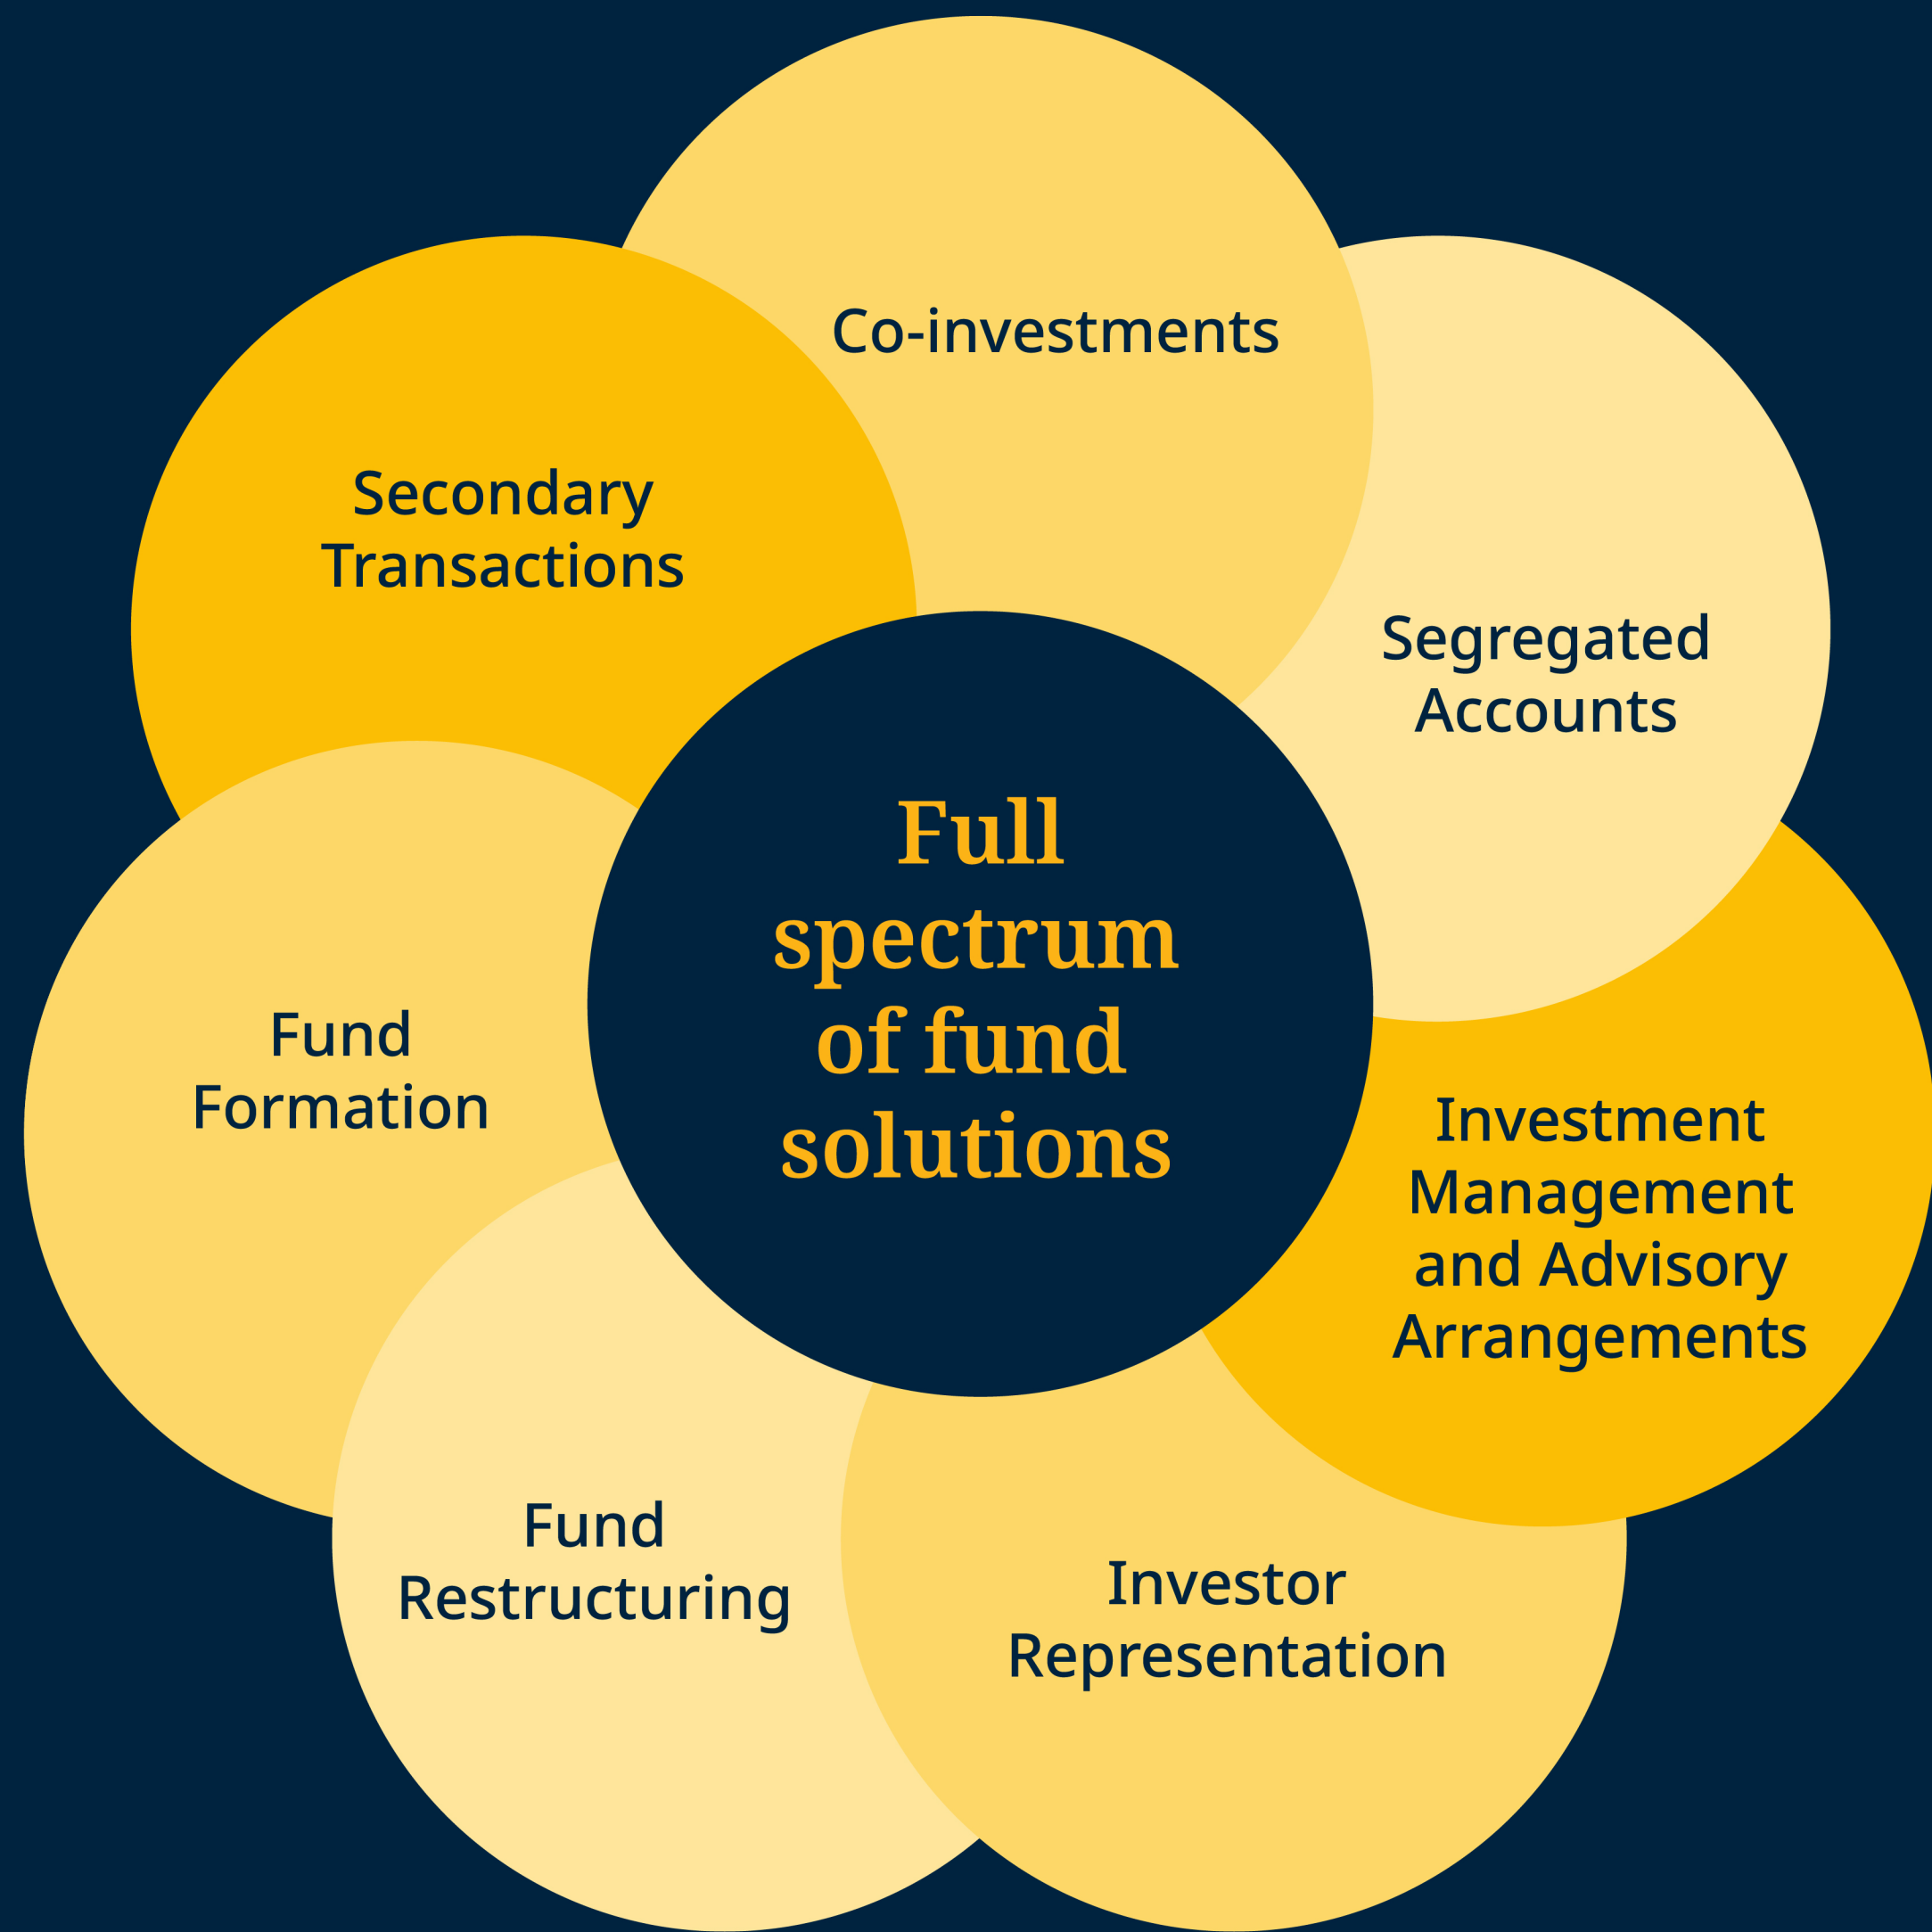 Co-investments
Secondary
Transactions
Segregated
Accounts
Full
spectrum
of fund
solutions
Fund
Formation
Investment
Management
and Advisory
Arrangements
Fund
Restructuring
Investor
Representation